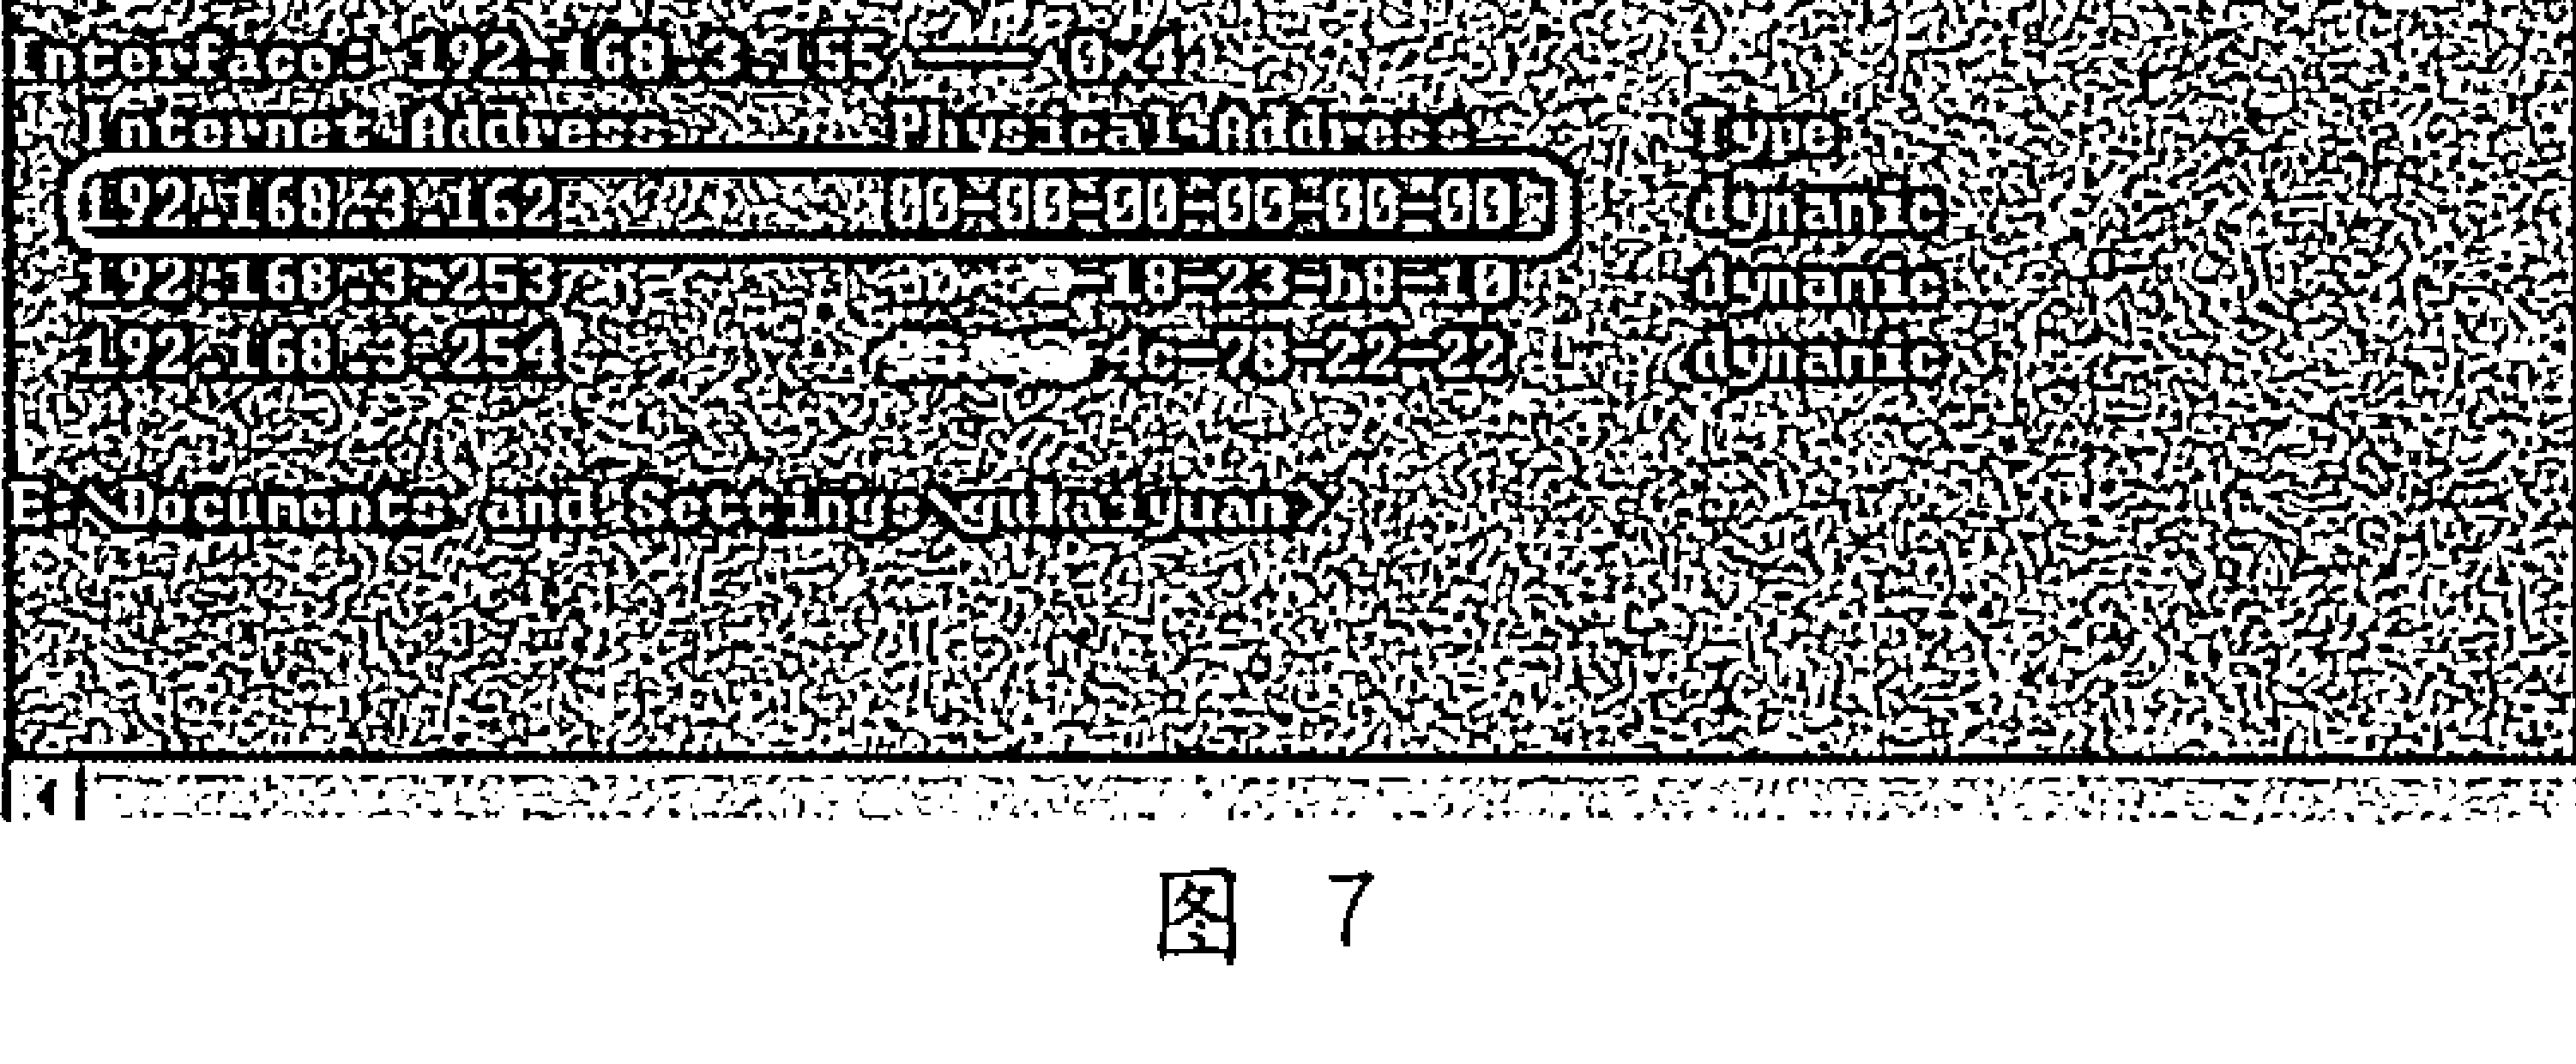 Interface: 192.168.3.155 --- 0x4
Internet Address Physical Address Type
192.168.3.162 00-00-00-00-00-00 dynamic
192.168.3.253 -18-23-b8-10 dynamic
192.168.3.254 4c-78-22-22 dynamic
E:\Documents and Settings\guhaiyuan>
图 7